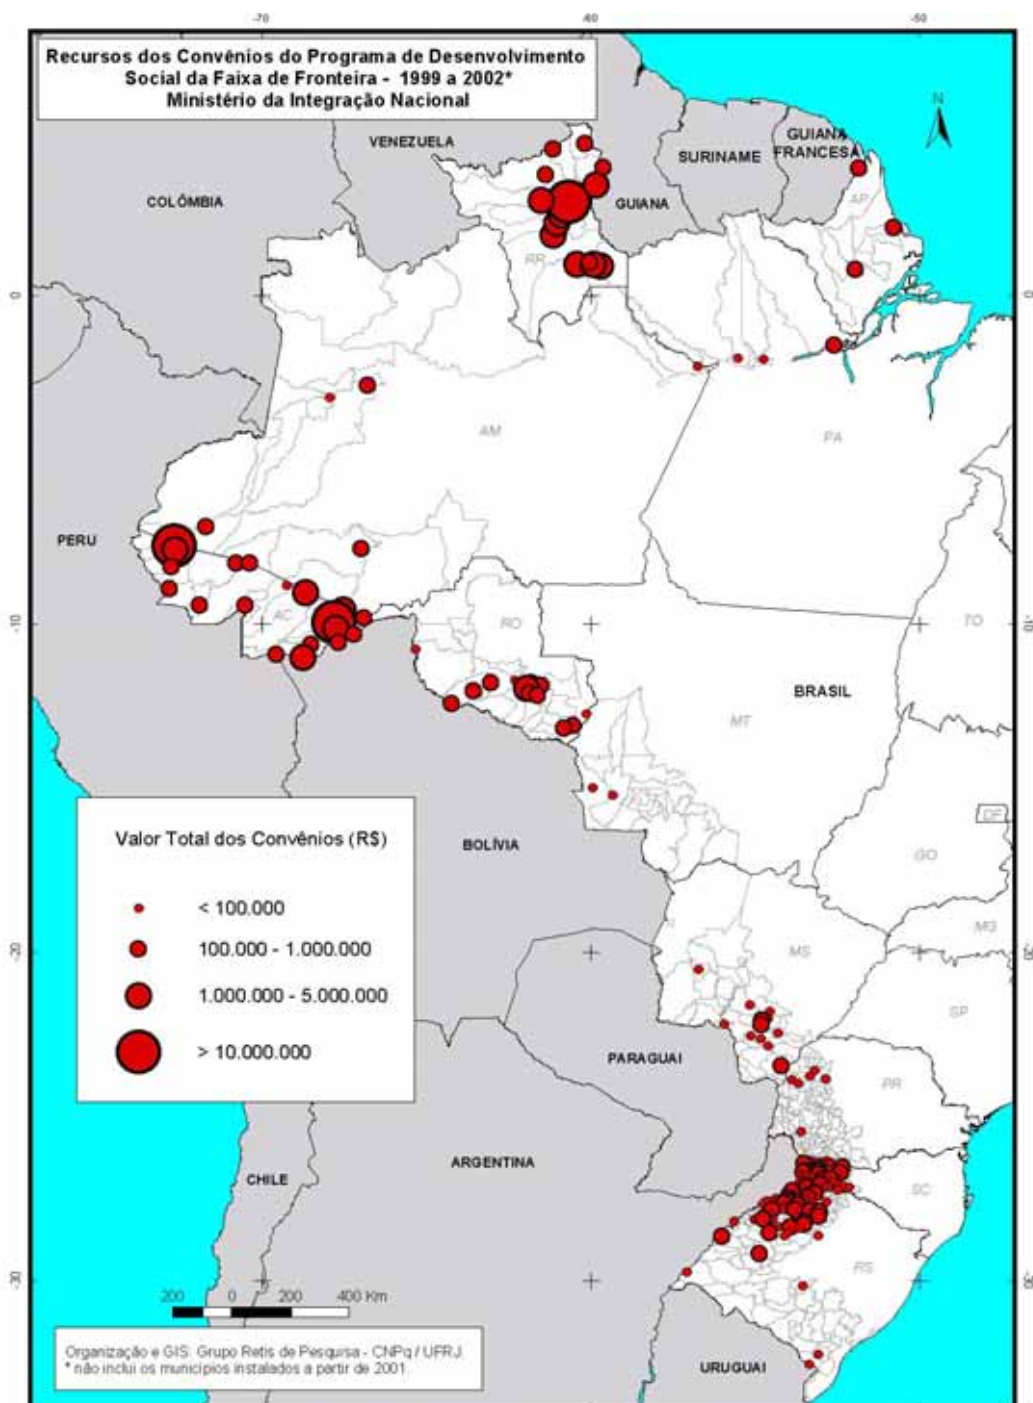 -70
-60
-50
Recursos dos Convênios do Programa de Desenvolvimento
Social da Faixa de Fronteira - 1999 a 2002*
Ministério da Integração Nacional
N
VENEZUELA
GUIANA
FRANCESA
SURINAME
COLÔMBIA
GUIANA
AP
RR
0
0
AM
PA
PERU
AC
RO
TO
-10
-10
BRASIL
MT
DF
Valor Total dos Convênios (R$)
BOLÍVIA
GO
< 100.000
MG
100.000 - 1.000.000
MS
-20
1.000.000 - 5.000.000
SP
> 10.000.000
PARAGUAI
PR
ARGENTINA
CHILE
SC
RS
-30
-30
200 0 200 400 Km
Organização e GIS: Grupo Retis de Pesquisa - CNPq / UFRJ.
* não inclui os municípios instalados a partir de 2001
URUGUAI